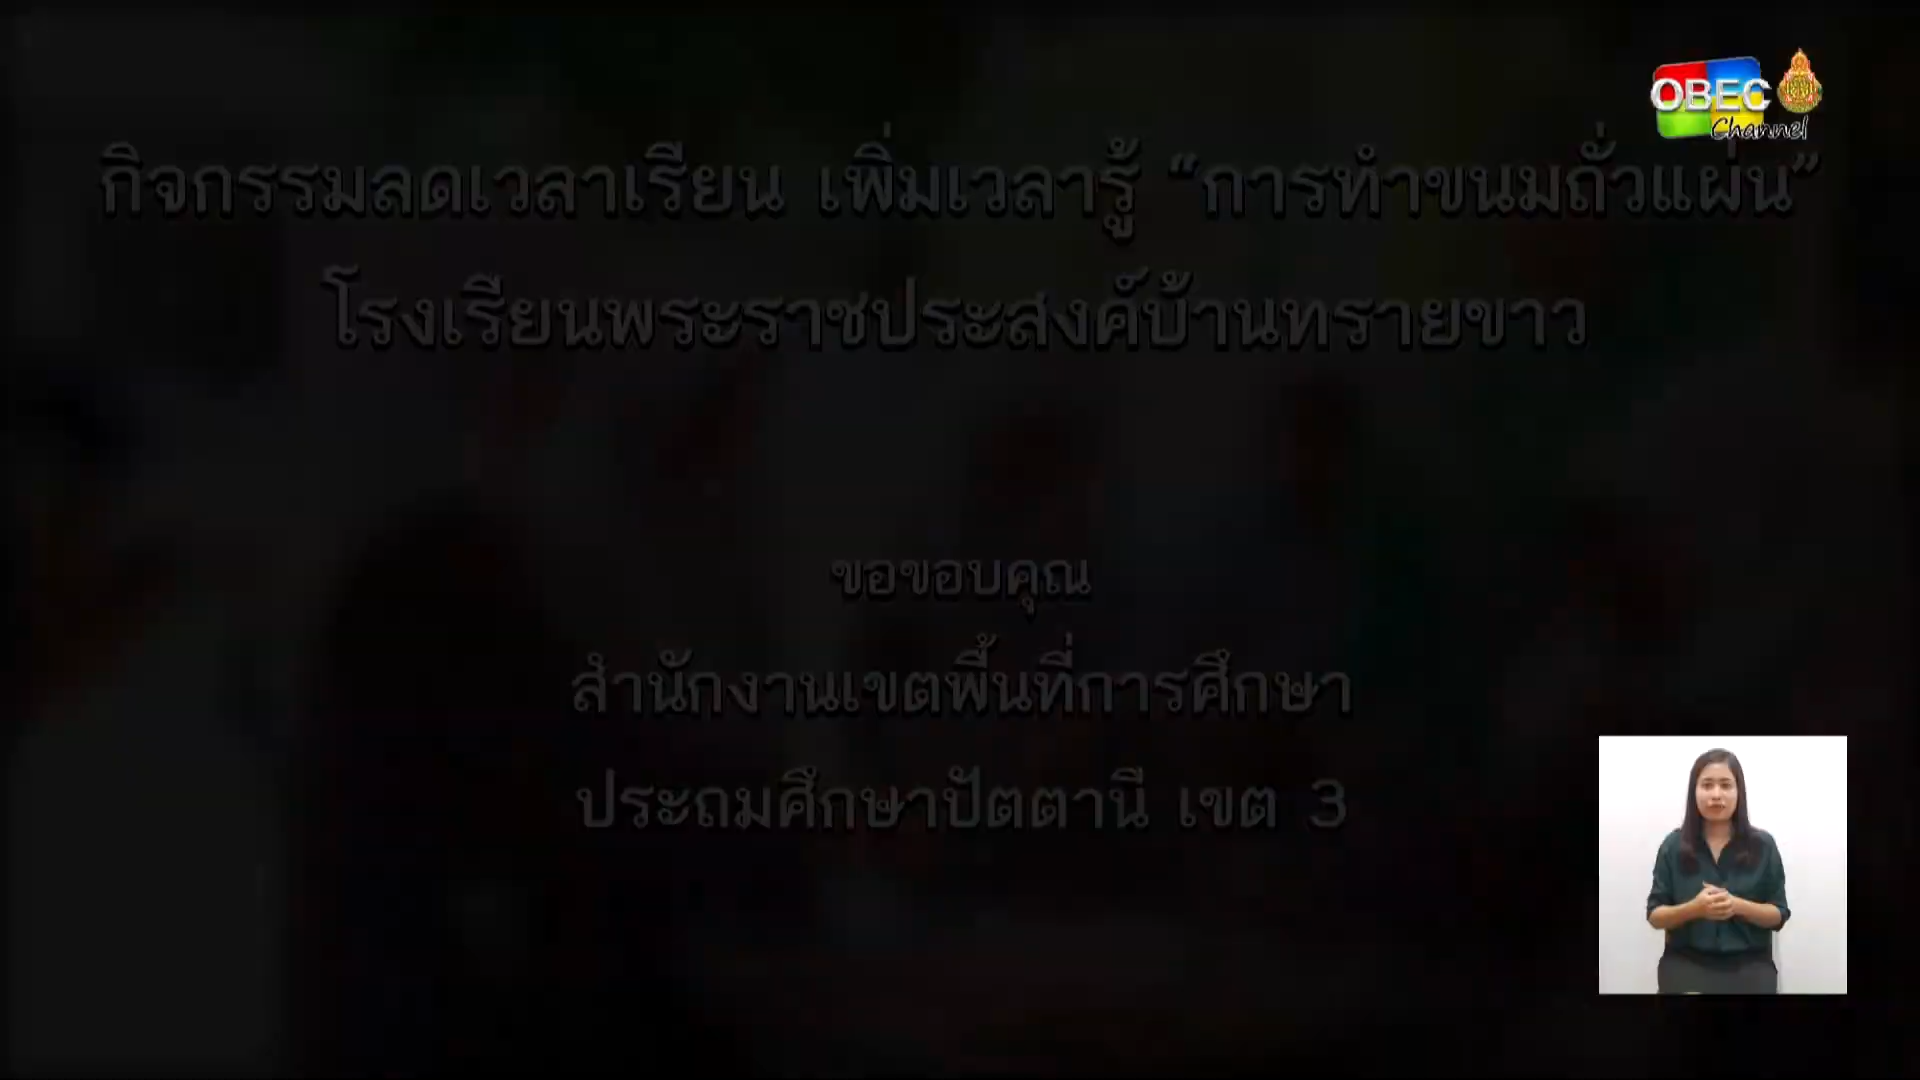 OBEC
Channel
กิจกรรมลดเวลาเรียน เพิ่มเวลารู้ “การทำขนมถั่วแผ่น”
โรงเรียนพระราชประสงค์บ้านทรายขาว
ขอขอบคุณ
สำนักงานเขตพื้นที่การศึกษา
ประถมศึกษาปัตตานี เขต 3